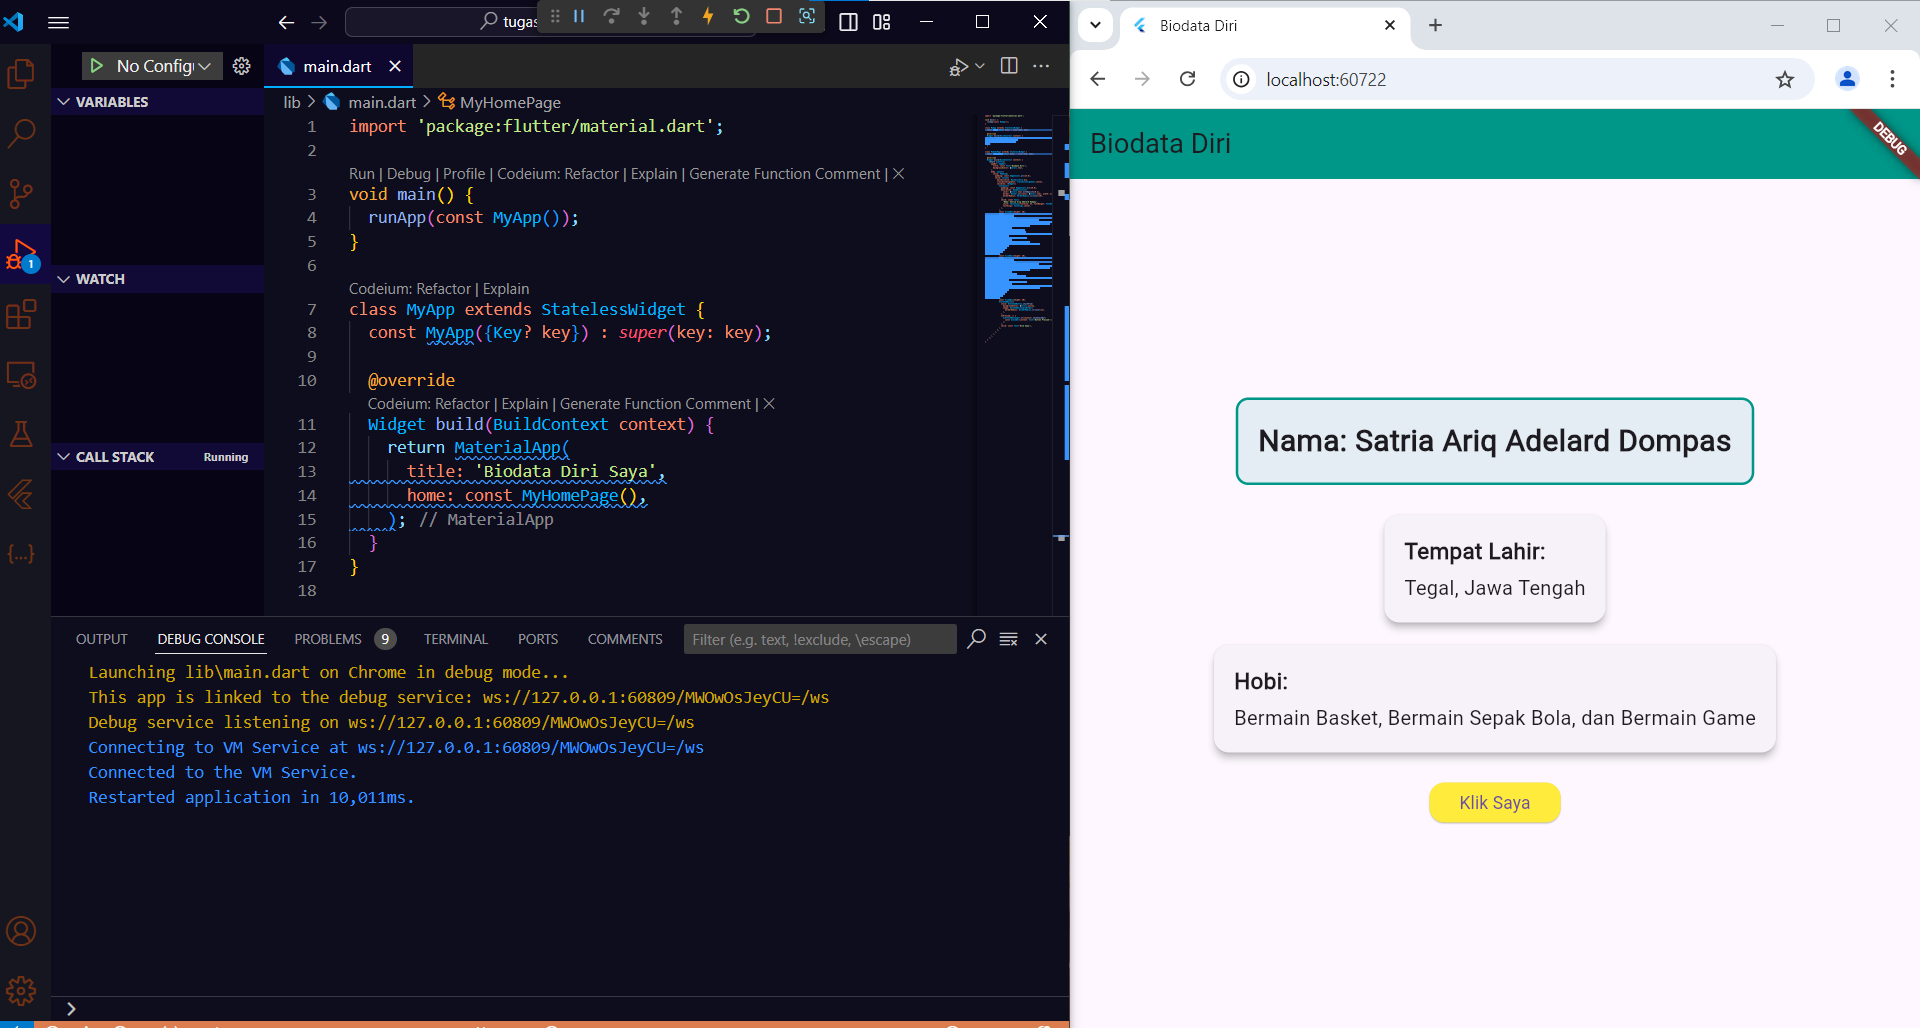 tugas
No Config
main.dart
VARIABLES
lib > main.dart > MyHomePage
1 import 'package:flutter/material.dart';
2
Run | Debug | Profile | Codeium: Refactor | Explain | Generate Function Comment | ×
3 void main() {
4 runApp(const MyApp());
5 }
6
Codeium: Refactor | Explain
7 class MyApp extends StatelessWidget {
8 const MyApp({Key? key}) : super(key: key);
9
10 @override
Codeium: Refactor | Explain | Generate Function Comment | ×
11 Widget build(BuildContext context) {
12 return MaterialApp(
13 title: 'Biodata Diri Saya',
14 home: const MyHomePage(),
15 ); // MaterialApp
16 }
17 }
18
1
WATCH
CALL STACK
Running
OUTPUT
DEBUG CONSOLE
PROBLEMS 9
TERMINAL
PORTS
COMMENTS
Filter (e.g. text, !exclude, \escape)
Launching lib\main.dart on Chrome in debug mode...
This app is linked to the debug service: ws://127.0.0.1:60809/MWOwOsJeyCU=/ws
Debug service listening on ws://127.0.0.1:60809/MWOwOsJeyCU=/ws
Connecting to VM Service at ws://127.0.0.1:60809/MWOwOsJeyCU=/ws
Connected to the VM Service.
Restarted application in 10,011ms.
Biodata Diri
localhost:60722
Biodata Diri
DEBUG
Nama: Satria Ariq Adelard Dompas
Tempat Lahir:
Tegal, Jawa Tengah
Hobi:
Bermain Basket, Bermain Sepak Bola, dan Bermain Game
Klik Saya